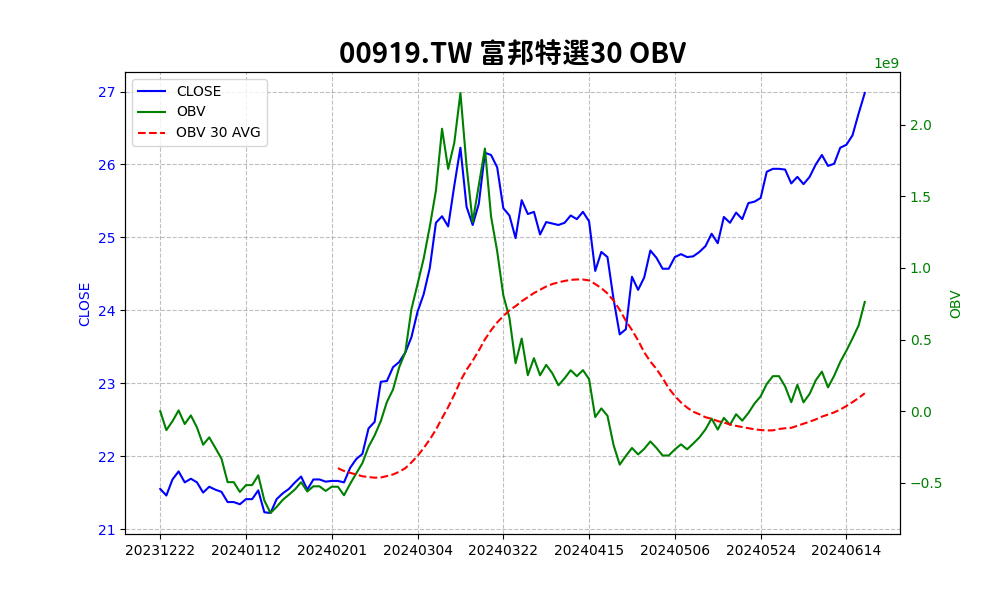 00919.TW 富邦特選30 OBV
1e9
CLOSE
OBV
OBV 30 AVG
27
26
25
24
23
22
21
CLOSE
2.0
1.5
1.0
0.5
0.0
−0.5
OBV
20231222 20240112 20240201 20240304 20240322 20240415 20240506 20240524 20240614